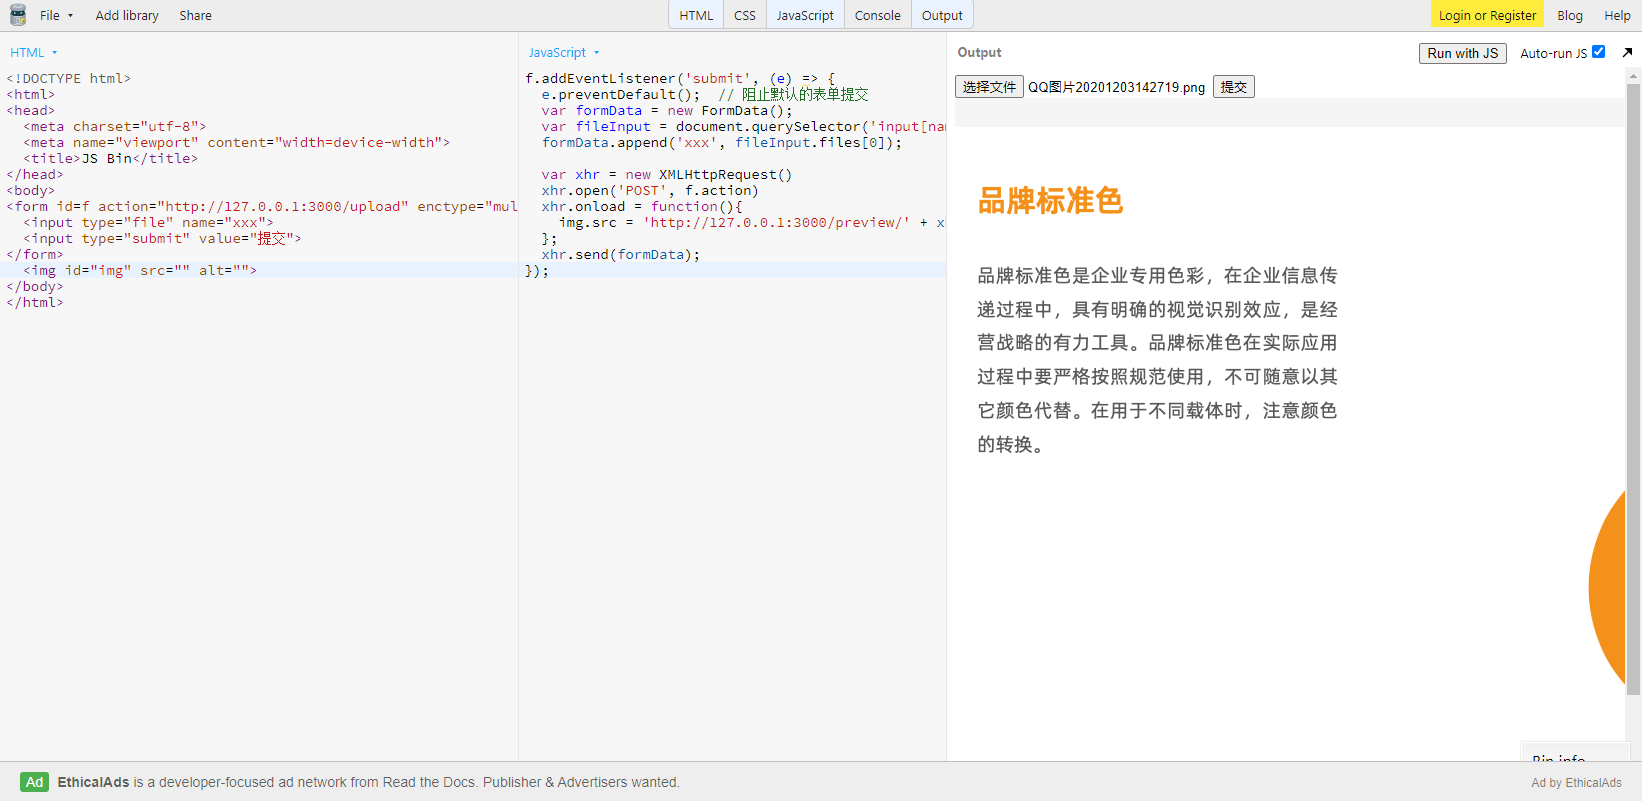 File ▾
Add library
Share
HTML
CSS
JavaScript
Console
Output
Login or Register
Blog
Help
HTML ▾
<!DOCTYPE html>
<html>
<head>
<meta charset="utf-8">
<meta name="viewport" content="width=device-width">
<title>JS Bin</title>
</head>
<body>
<form id=f action="http://127.0.0.1:3000/upload" enctype="mul
<input type="file" name="xxx">
<input type="submit" value="提交">
</form>
<img id="img" src="" alt="">
</body>
</html>
JavaScript ▾
f.addEventListener('submit', (e) => {
e.preventDefault();  // 阻止默认的表单提交
var formData = new FormData();
var fileInput = document.querySelector('input[nam
formData.append('xxx', fileInput.files[0]);
var xhr = new XMLHttpRequest()
xhr.open('POST', f.action)
xhr.onload = function(){
img.src = 'http://127.0.0.1:3000/preview/' + x
};
xhr.send(formData);
});
Output
Run with JS
Auto-run JS
选择文件 QQ图片20201203142719.png 提交
品牌标准色
品牌标准色是企业专用色彩，在企业信息传
递过程中，具有明确的视觉识别效应，是经
营战略的有力工具。品牌标准色在实际应用
过程中要严格按照规范使用，不可随意以其
它颜色代替。在用于不同载体时，注意颜色
的转换。
Bin info
Ad EthicalAds is a developer-focused ad network from Read the Docs. Publisher & Advertisers wanted.
Ad by EthicalAds